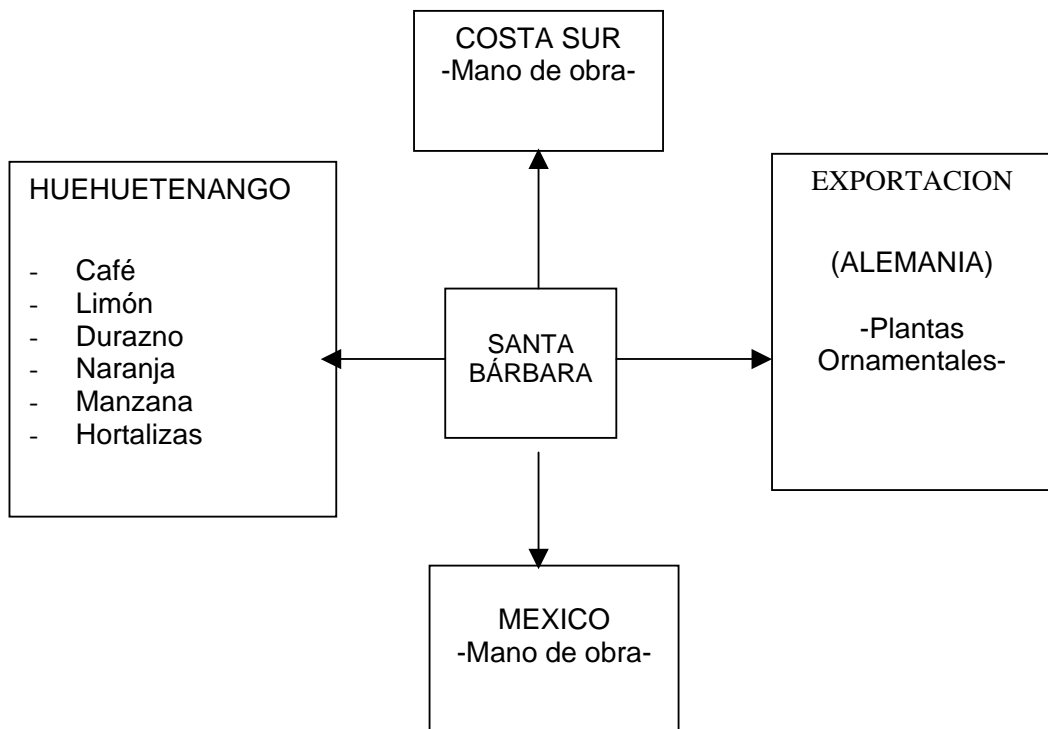 COSTA SUR
-Mano de obra-
HUEHUETENANGO
- Café
- Limón
- Durazno
- Naranja
- Manzana
- Hortalizas
SANTA
BÁRBARA
EXPORTACION
(ALEMANIA)
-Plantas
Ornamentales-
MEXICO
-Mano de obra-